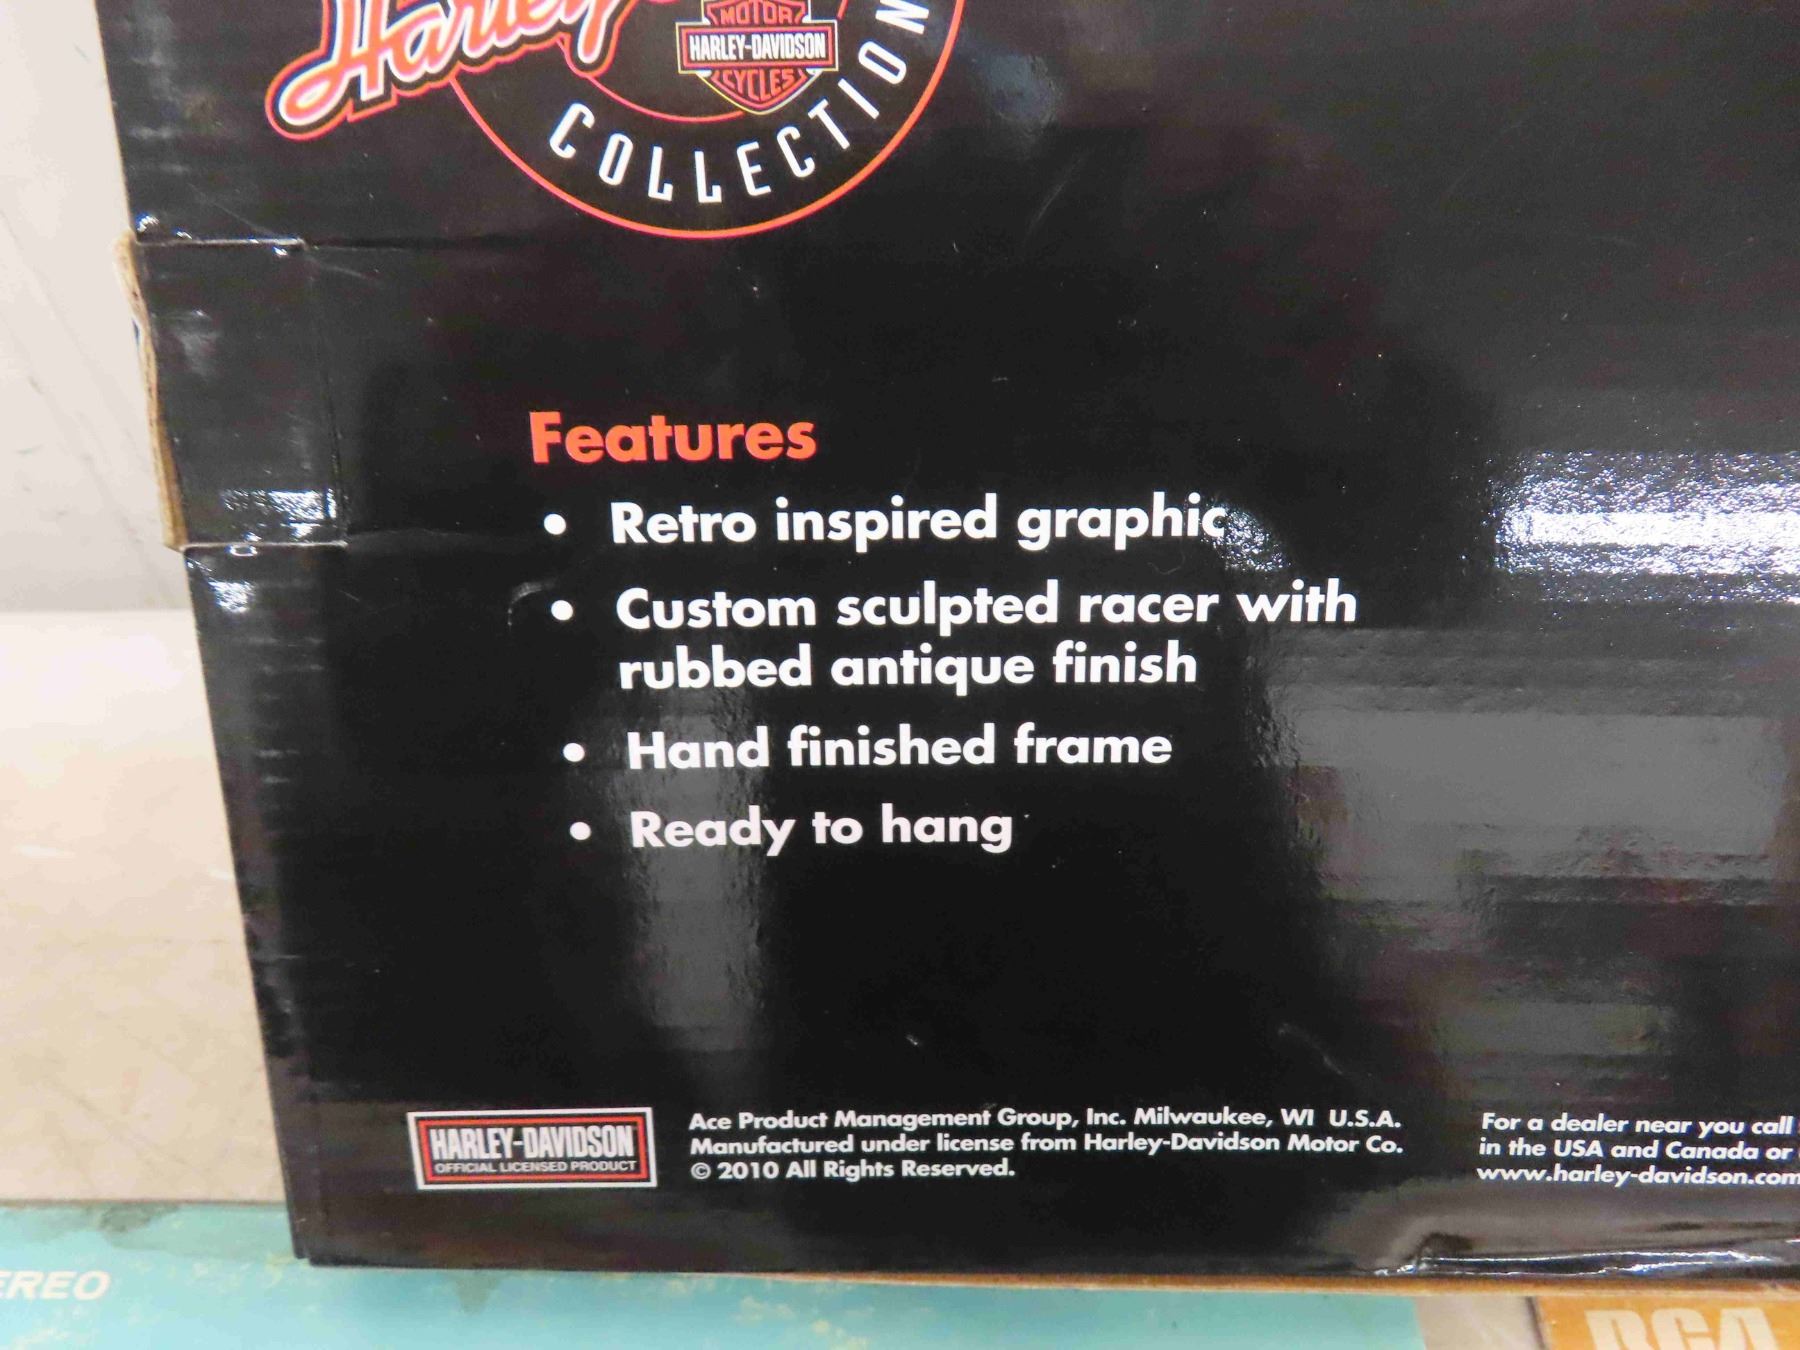 Harley
MOTOR
HARLEY-DAVIDSON
CYCLES
COLLECTION
Features
• Retro inspired graphic
• Custom sculpted racer with
rubbed antique finish
• Hand finished frame
• Ready to hang
HARLEY-DAVIDSON
OFFICIAL LICENSED PRODUCT
Ace Product Management Group, Inc. Milwaukee, WI U.S.A.
Manufactured under license from Harley-Davidson Motor Co.
© 2010 All Rights Reserved.
For a dealer near you call
in the USA and Canada or
www.harley-davidson.com
EREO
RCA